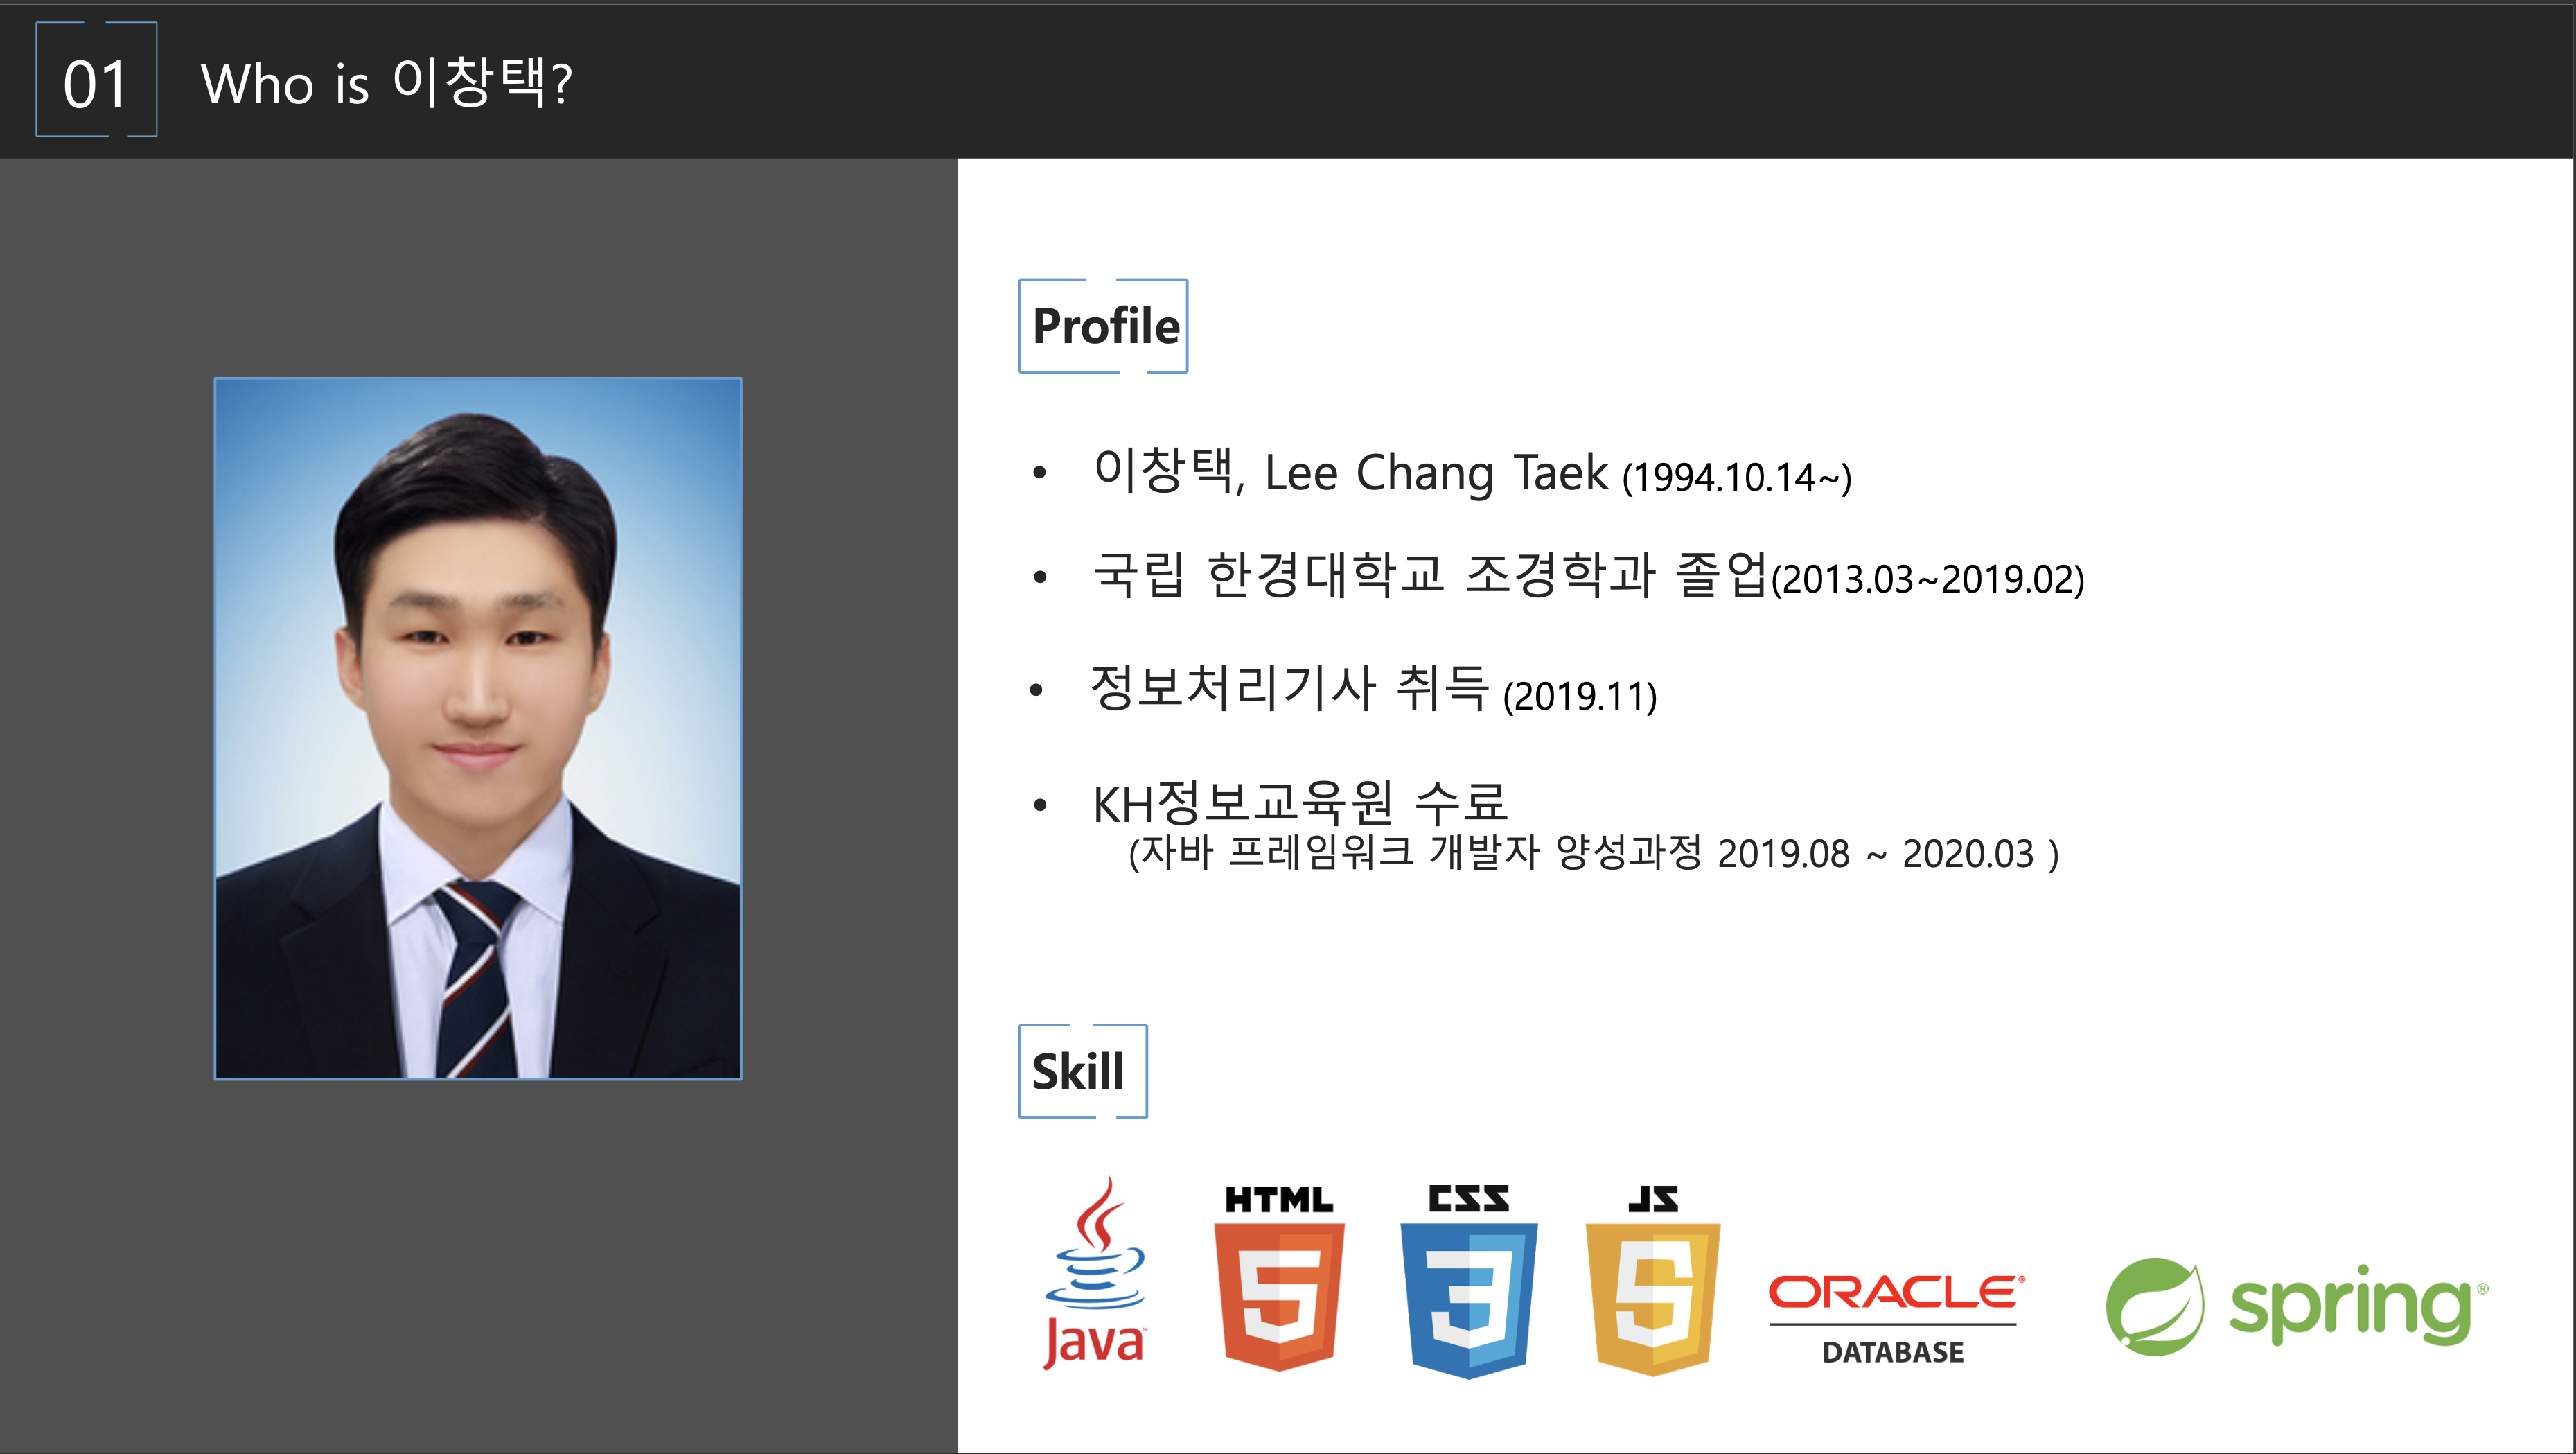 01
Who is 이창택?
Profile
• 이창택, Lee Chang Taek (1994.10.14~)
• 국립 한경대학교 조경학과 졸업(2013.03~2019.02)
• 정보처리기사 취득 (2019.11)
• KH정보교육원 수료
(자바 프레임워크 개발자 양성과정 2019.08 ~ 2020.03 )
Skill
Java™
HTML
5
CSS
3
JS
5
ORACLE®
DATABASE
spring®